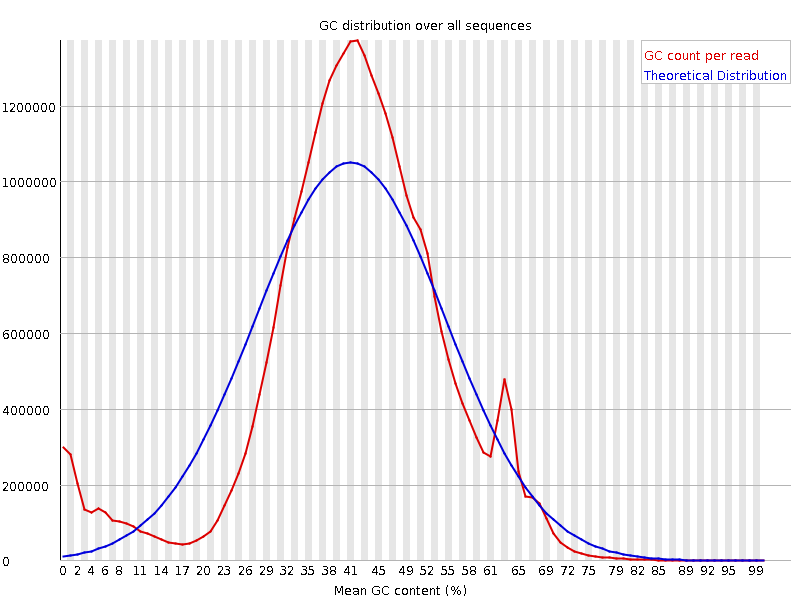 GC distribution over all sequences
GC count per read
Theoretical Distribution
1200000
1000000
800000
600000
400000
200000
0
0 2 4 6 8 11 14 17 20 23 26 29 32 35 38 41 45 49 52 55 58 61 65 69 72 75 79 82 85 89 92 95 99
Mean GC content (%)